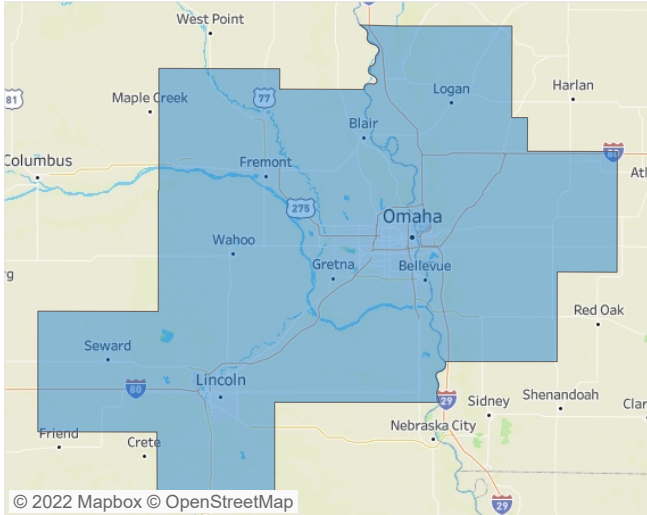 West Point
81
Maple Creek
77
Logan
Harlan
Blair
Columbus
80
Fremont
Atl
275
Omaha
Wahoo
Gretna
Bellevue
rg
Red Oak
Seward
80
Lincoln
29
Sidney
Shenandoah
Clar
Friend
Crete
Nebraska City
29
© 2022 Mapbox © OpenStreetMap